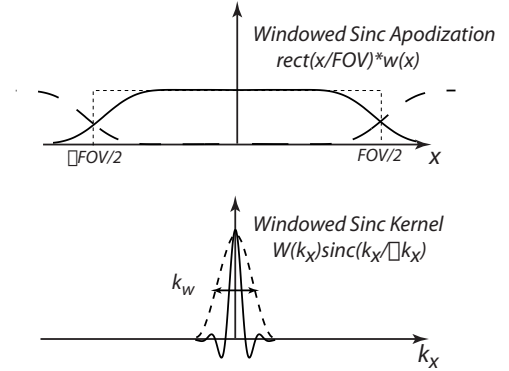 Windowed Sinc Apodization
rect(x/FOV)*w(x)
▯FOV/2
FOV/2
x
Windowed Sinc Kernel
W(kx)sinc(kx/▯kx)
kw
kx